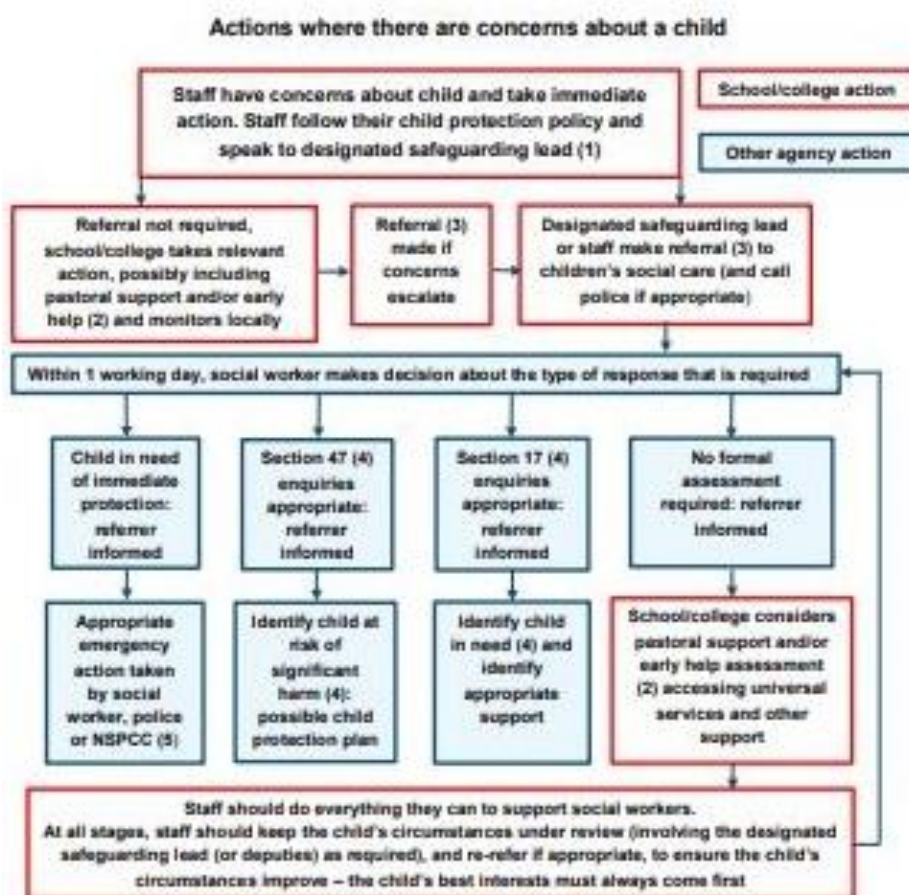 Actions where there are concerns about a child
Staff have concerns about child and take immediate
action. Staff follow their child protection policy and
speak to designated safeguarding lead (1)
School/college action
Other agency action
Referral not required,
school/college takes relevant
action, possibly including
pastoral support and/or early
help (2) and monitors locally
Referral (3)
made if
concerns
escalate
Designated safeguarding lead
or staff make referral (3) to
children's social care (and call
police if appropriate)
Within 1 working day, social worker makes decision about the type of response that is required
Child in need
of immediate
protection:
referrer
informed
Section 47 (4)
enquiries
appropriate:
referrer
informed
Section 17 (4)
enquiries
appropriate:
referrer
informed
No formal
assessment
required: referrer
informed
Appropriate
emergency
action taken
by social
worker, police
or NSPCC (5)
Identify child at
risk of
significant
harm (4):
possible child
protection plan
Identify child
in need (4) and
identify
appropriate
support
School/college considers
pastoral support and/or
early help assessment
(2) accessing universal
services and other
support
Staff should do everything they can to support social workers.
At all stages, staff should keep the child's circumstances under review (involving the designated
safeguarding lead (or deputies) as required), and re-refer if appropriate, to ensure the child's
circumstances improve – the child's best interests must always come first